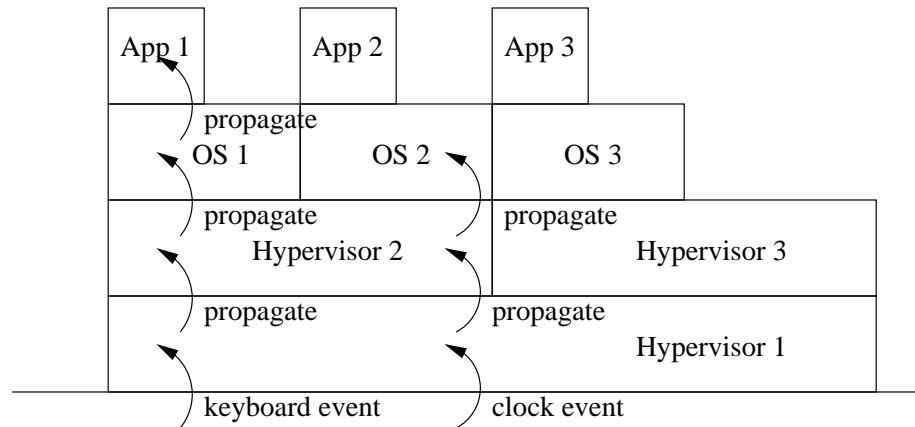 App 1
App 2
App 3
propagate
OS 1
OS 2
OS 3
propagate
propagate
Hypervisor 2
Hypervisor 3
propagate
propagate
Hypervisor 1
keyboard event
clock event